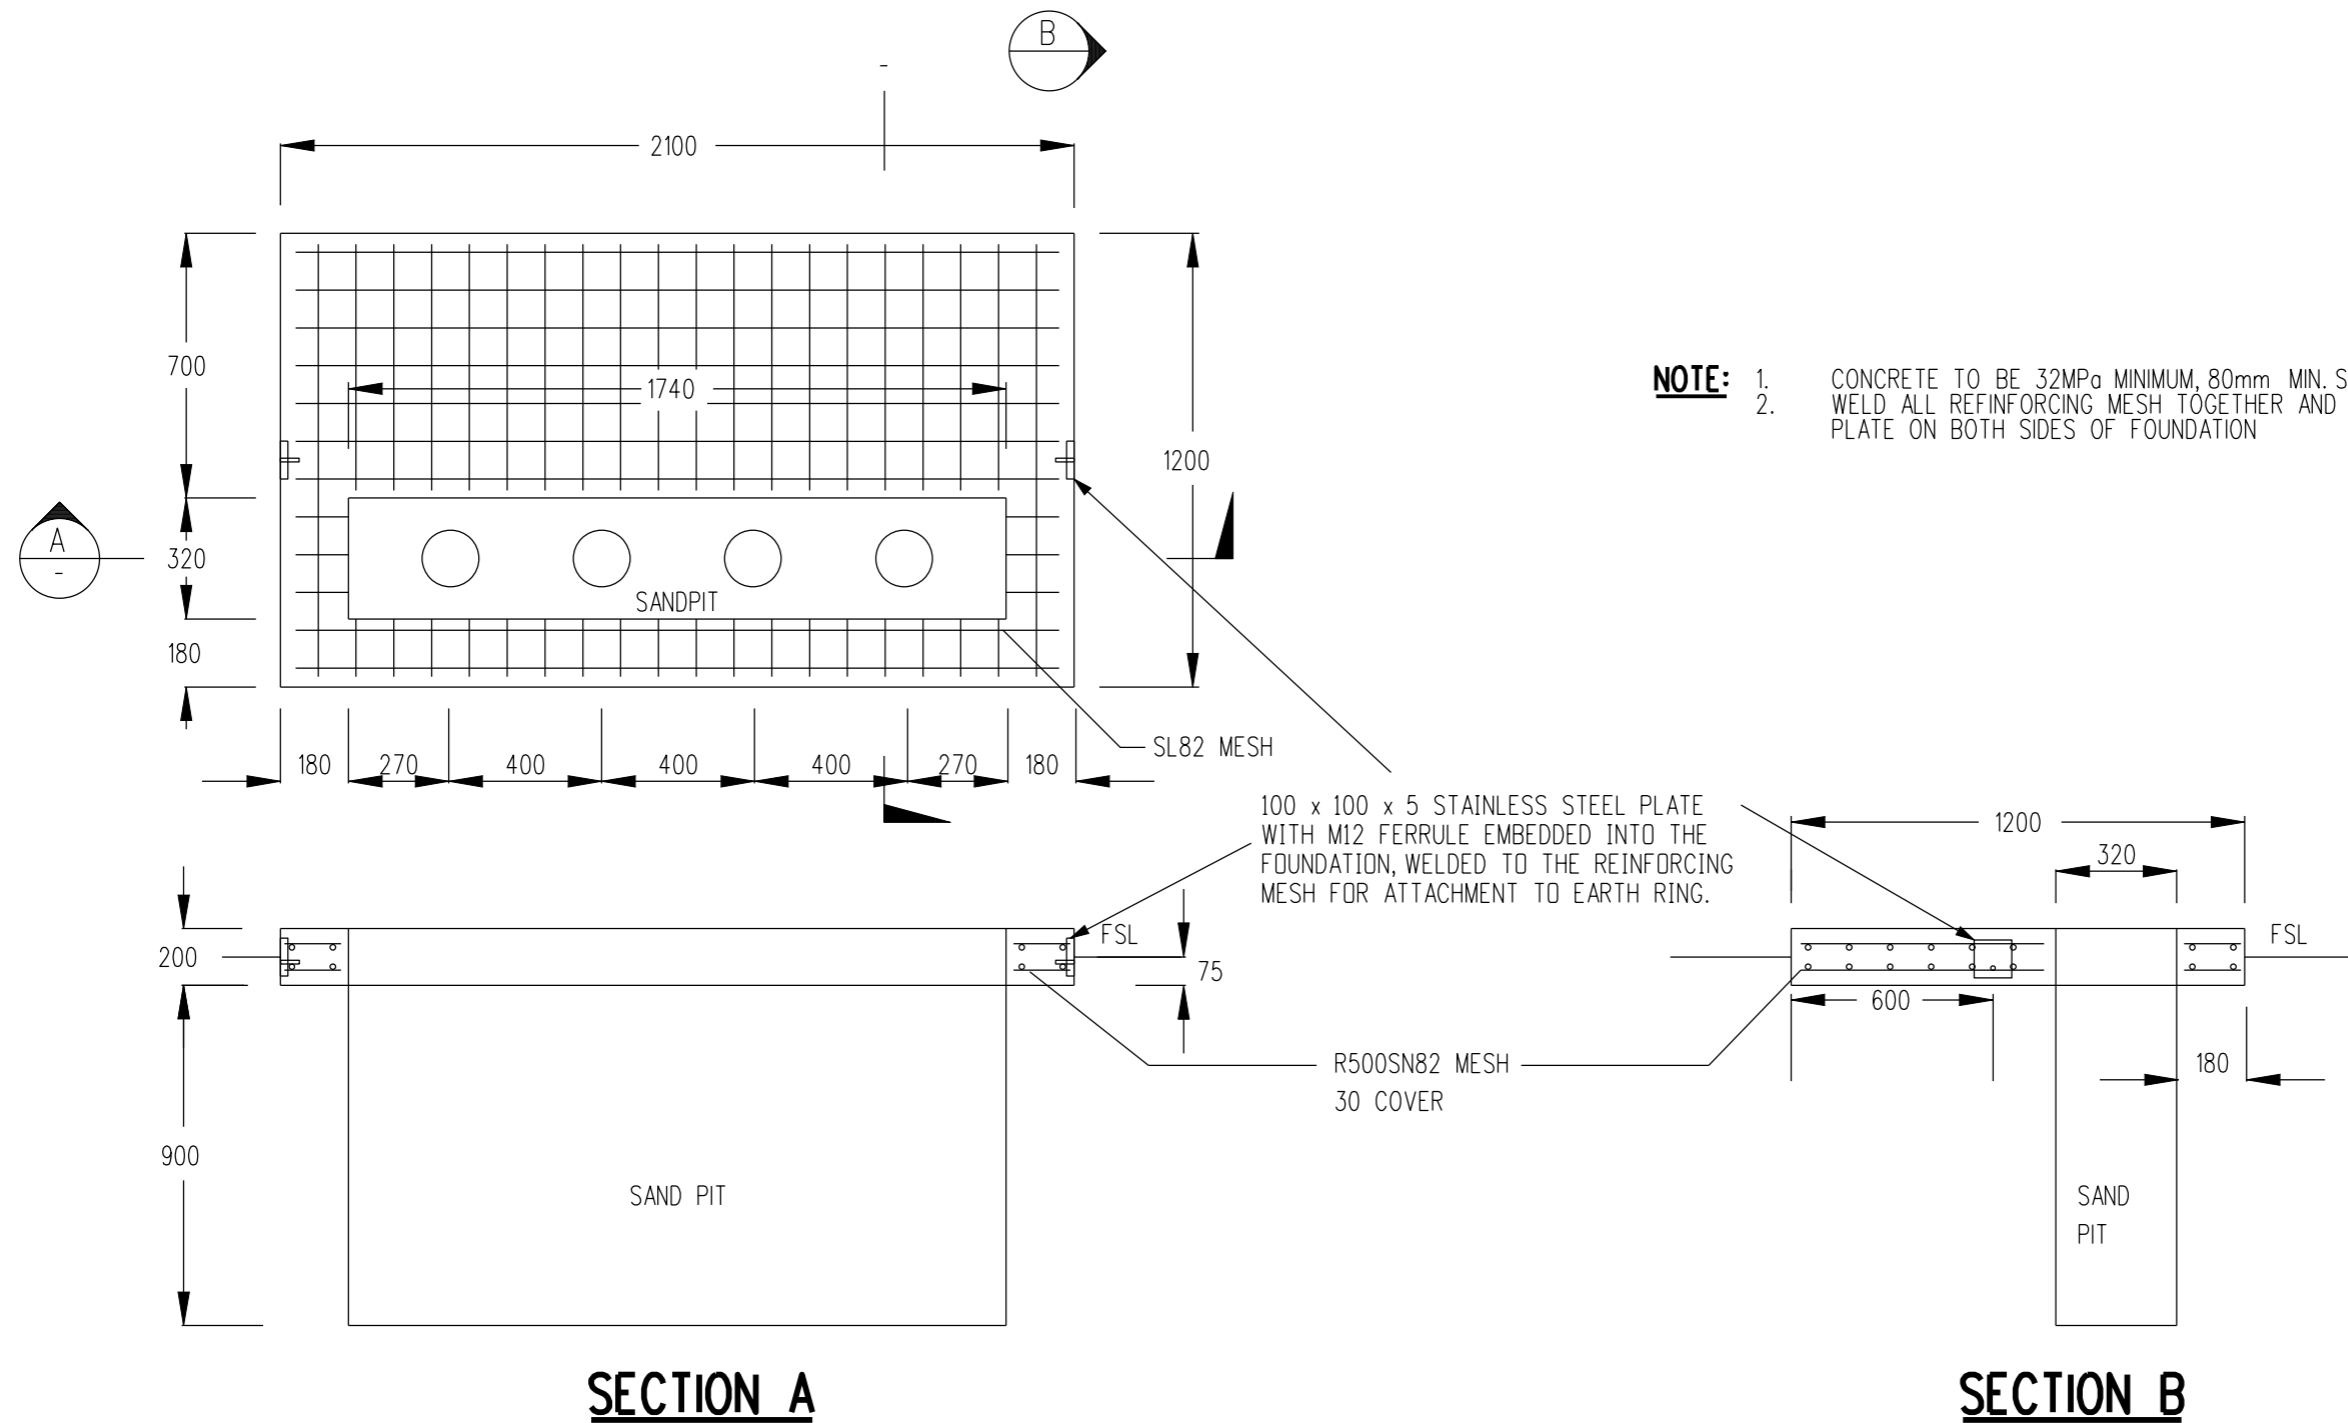 B
-
2100
700
1740
1200
NOTE: 1. CONCRETE TO BE 32MPa MINIMUM, 80mm MIN. S
2. WELD ALL REFINFORCING MESH TOGETHER AND
PLATE ON BOTH SIDES OF FOUNDATION
A
-
320
SANDPIT
180
SL82 MESH
180 270 400 400 400 270 180
100 x 100 x 5 STAINLESS STEEL PLATE
WITH M12 FERRULE EMBEDDED INTO THE
FOUNDATION, WELDED TO THE REINFORCING
MESH FOR ATTACHMENT TO EARTH RING.
1200
320
200
FSL
75
FSL
600
180
R500SN82 MESH
30 COVER
900
SAND PIT
SAND
PIT
SECTION A
SECTION B